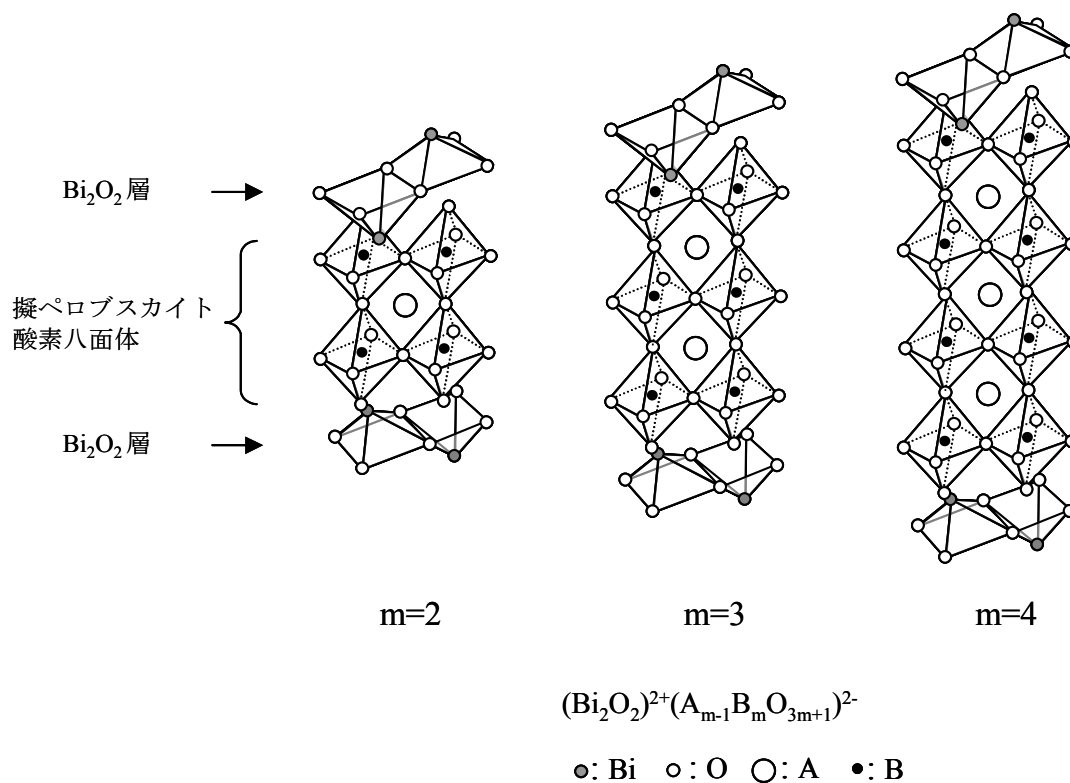 Bi₂O₂層
擬ペロブスカイト
酸素八面体
Bi₂O₂層
m=2
m=3
m=4
(Bi₂O₂)²⁺(Aₘ₋₁BₘO₃ₘ₊₁)²⁻
: Bi : O : A : B